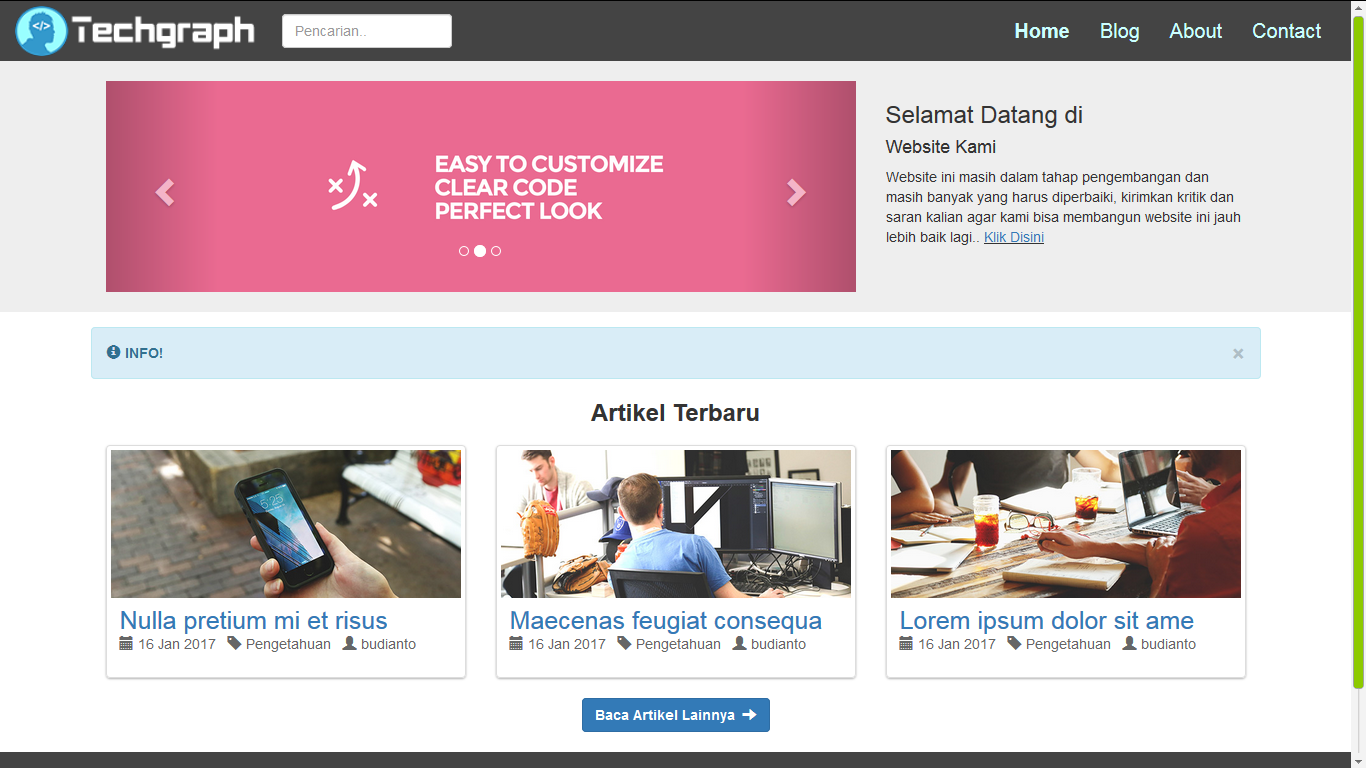 </> Techgraph
Pencarian..
Home Blog About Contact
EASY TO CUSTOMIZE
CLEAR CODE
PERFECT LOOK
Selamat Datang di
Website Kami
Website ini masih dalam tahap pengembangan dan
masih banyak yang harus diperbaiki, kirimkan kritik dan
saran kalian agar kami bisa membangun website ini jauh
lebih baik lagi.. Klik Disini
INFO! ×
Artikel Terbaru
5:25
Nulla pretium mi et risus
16 Jan 2017 Pengetahuan budianto
Maecenas feugiat consequa
16 Jan 2017 Pengetahuan budianto
Lorem ipsum dolor sit ame
16 Jan 2017 Pengetahuan budianto
Baca Artikel Lainnya